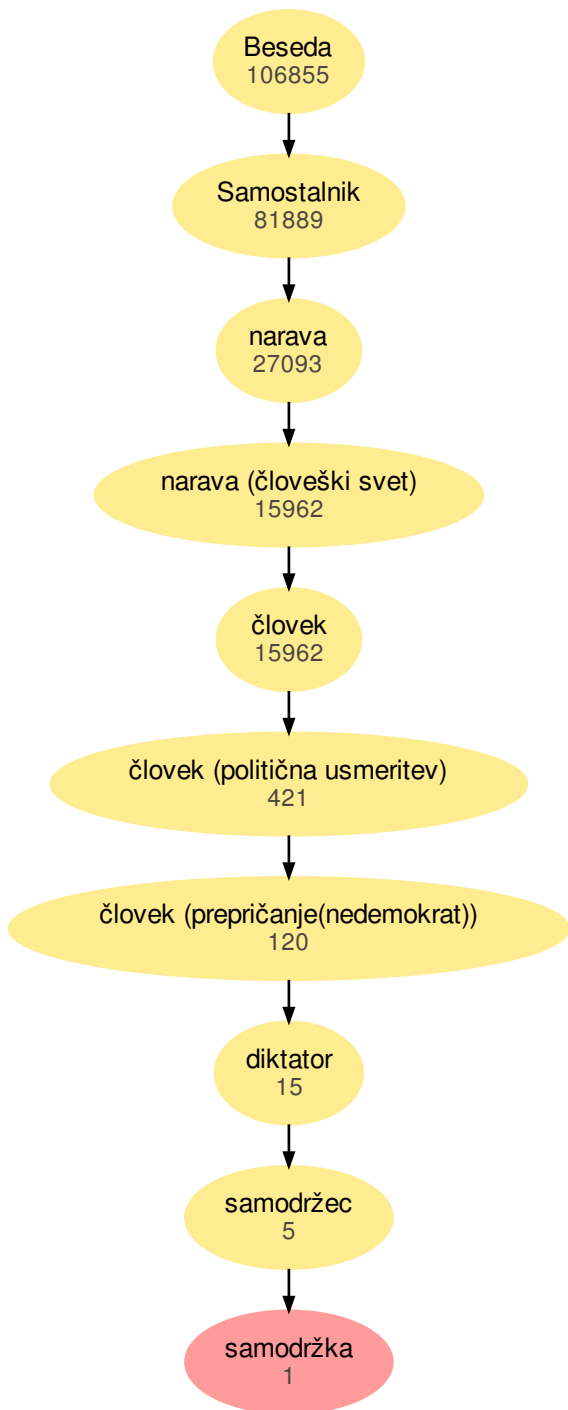 Beseda
106855
Samostalnik
81889
narava
27093
narava (človeški svet)
15962
človek
15962
človek (politična usmeritev)
421
človek (prepričanje(nedemokrat))
120
diktator
15
samodržec
5
samodržka
1